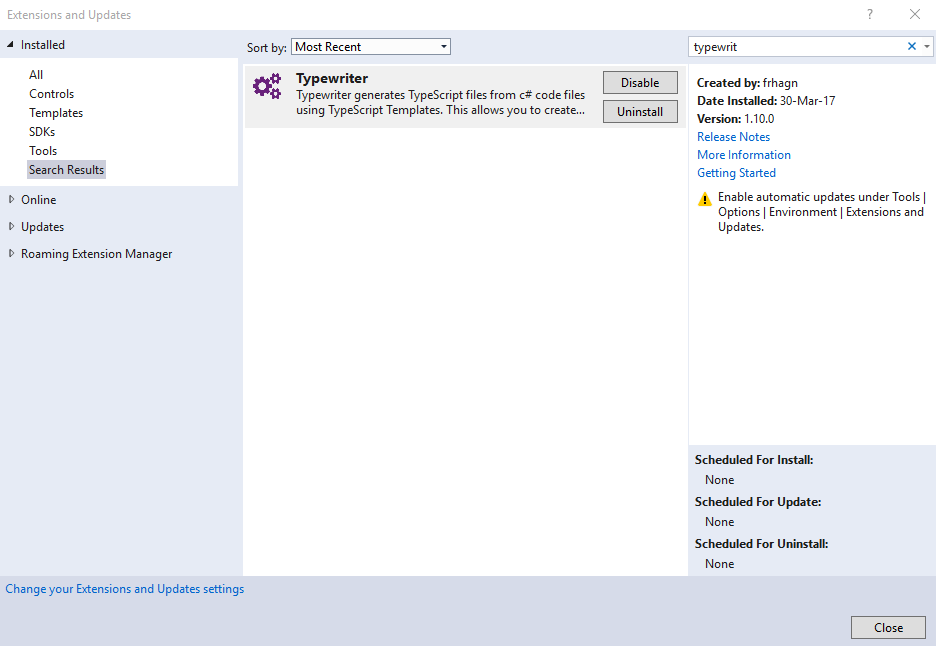 Extensions and Updates
?
Installed
All
Controls
Templates
SDKs
Tools
Search Results
Online
Updates
Roaming Extension Manager
Sort by: Most Recent
Typewriter
Typewriter generates TypeScript files from c# code files
using TypeScript Templates. This allows you to create...
Disable
Uninstall
typewrit
Created by: frhagn
Date Installed: 30-Mar-17
Version: 1.10.0
Release Notes
More Information
Getting Started
Enable automatic updates under Tools |
Options | Environment | Extensions and
Updates.
Scheduled For Install:
None
Scheduled For Update:
None
Scheduled For Uninstall:
None
Change your Extensions and Updates settings
Close